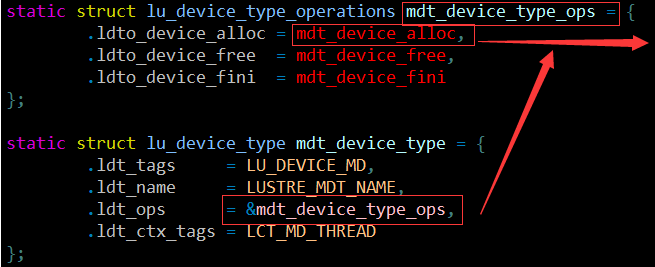 static struct lu_device_type_operations mdt_device_type_ops = {
.ldto_device_alloc = mdt_device_alloc,
.ldto_device_free = mdt_device_free,
.ldto_device_fini = mdt_device_fini
};
static struct lu_device_type mdt_device_type = {
.ldt_tags = LU_DEVICE_MD,
.ldt_name = LUSTRE_MDT_NAME,
.ldt_ops = &mdt_device_type_ops,
.ldt_ctx_tags = LCT_MD_THREAD
};